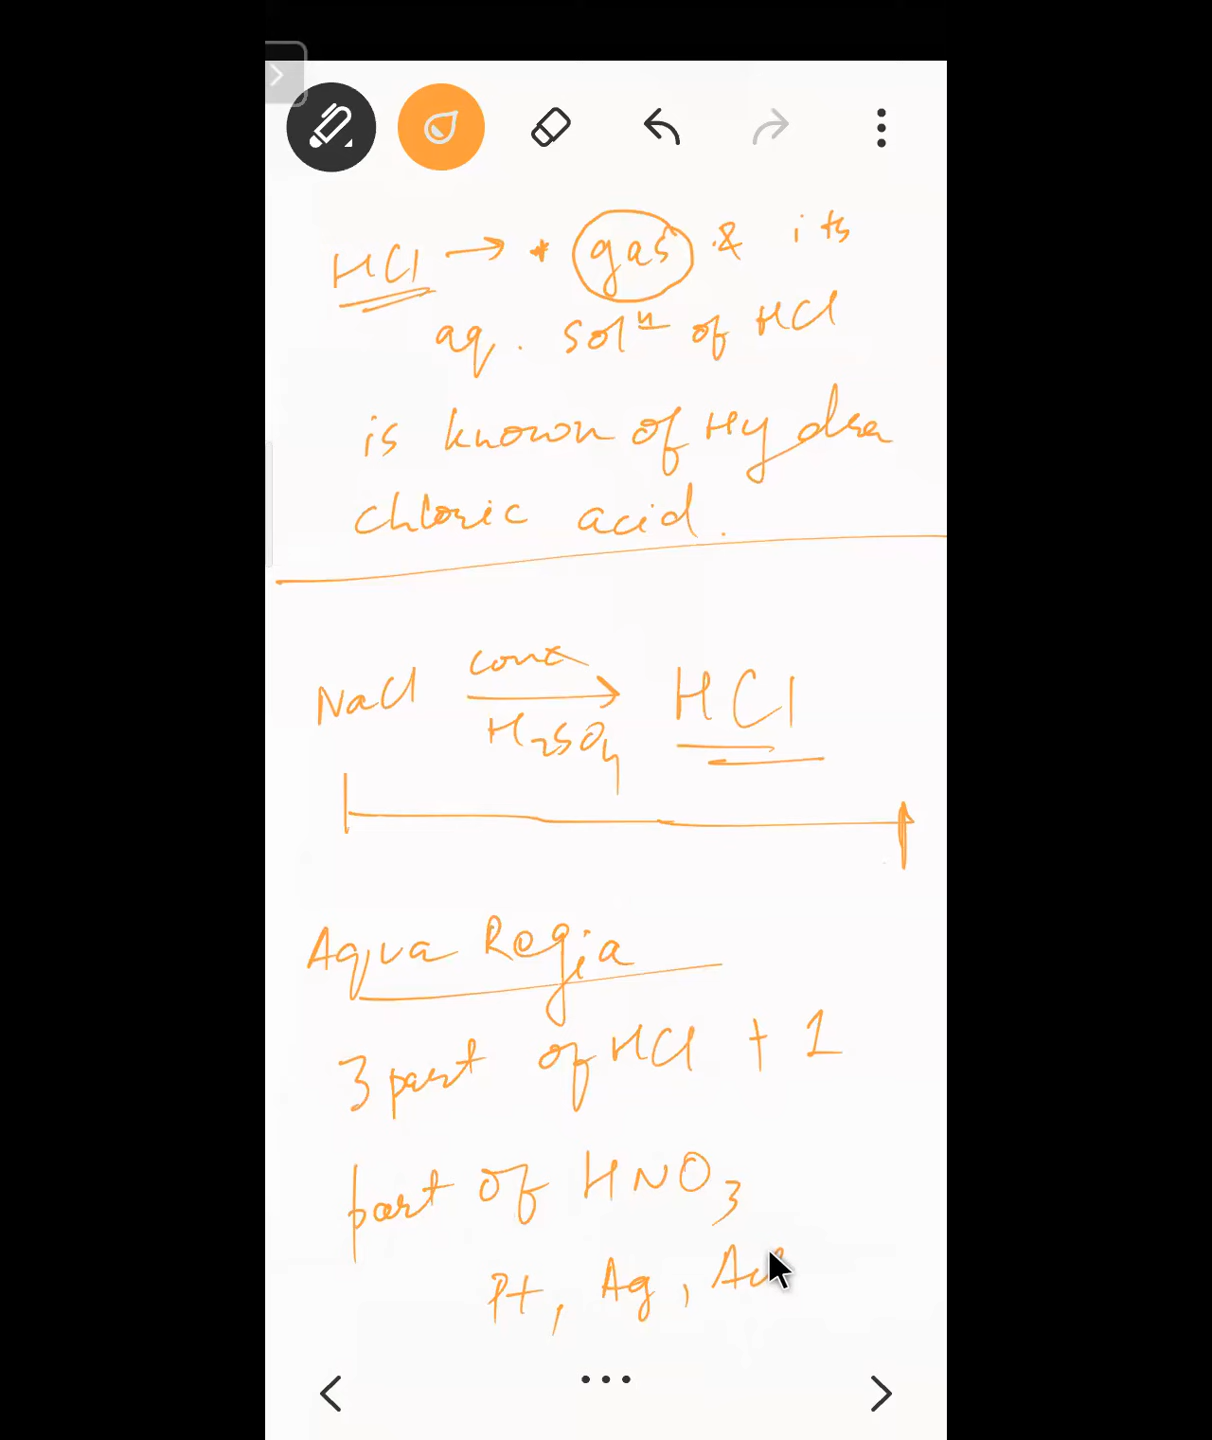 HCl → * gas & its
aq. solⁿ of HCl
is known of Hydro
chloric acid.
NaCl conc H₂SO₄ → HCl
Aqua Regia
3 part of HCl + 1
part of HNO₃
Pt, Ag, Au